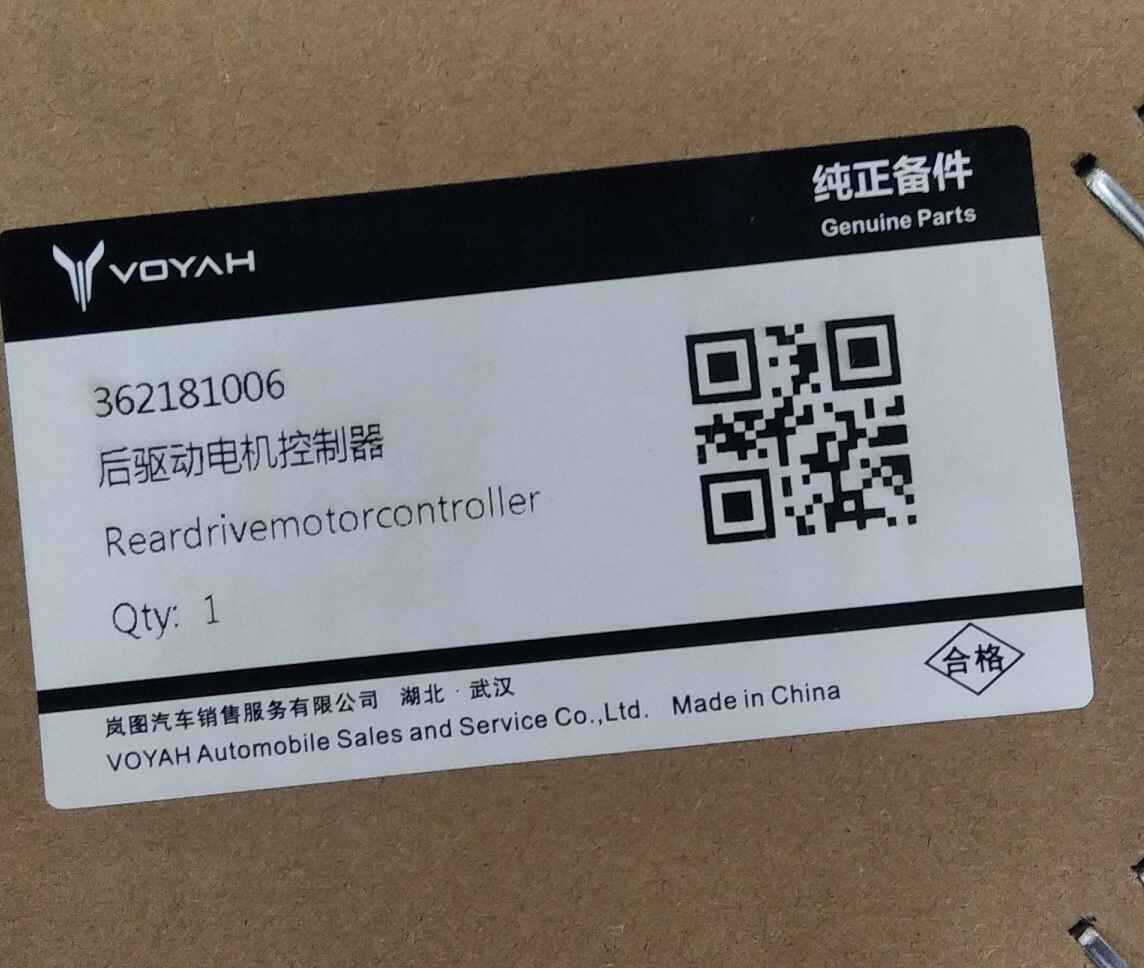 VOYAH
纯正备件
Genuine Parts
362181006
后驱动电机控制器
Reardrivemotorcontroller
Qty: 1
合格
岚图汽车销售服务有限公司 湖北·武汉
VOYAH Automobile Sales and Service Co.,Ltd. Made in China